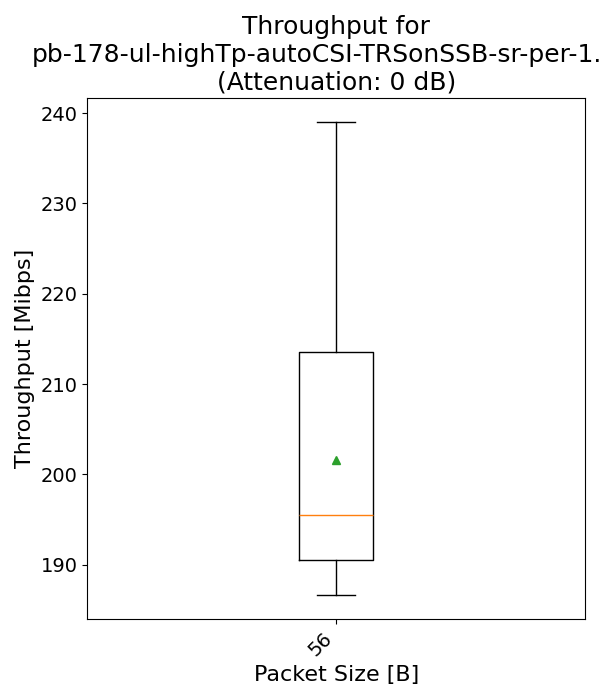 Throughput for
pb-178-ul-highTp-autoCSI-TRSonSSB-sr-per-1.
(Attenuation: 0 dB)
240
230
220
210
200
190
Throughput [Mibps]
56
Packet Size [B]